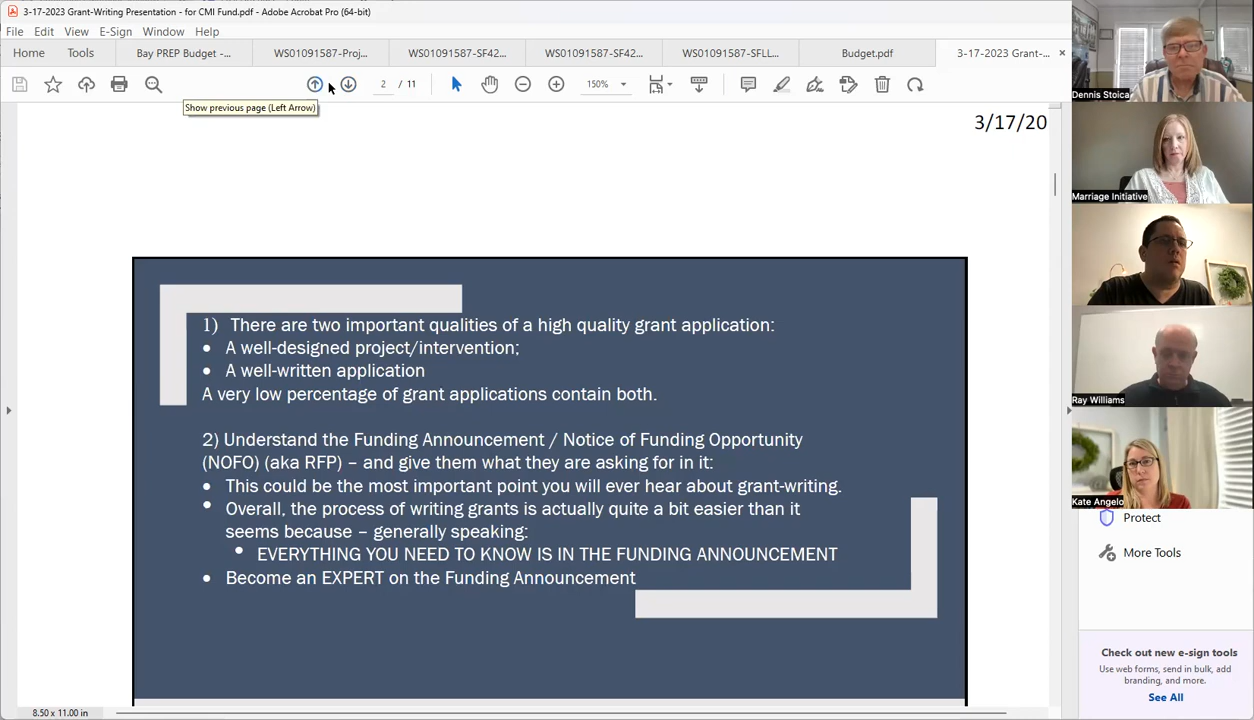 3-17-2023 Grant-Writing Presentation - for CMI Fund.pdf - Adobe Acrobat Pro (64-bit)
File Edit View E-Sign Window Help
Home Tools Bay PREP Budget -... WS01091587-Proj... WS01091587-SF42... WS01091587-SF42... WS01091587-SFLL... Budget.pdf 3-17-2023 Grant-... ×
2 / 11 150%
Show previous page (Left Arrow)
3/17/20
1) There are two important qualities of a high quality grant application:
• A well-designed project/intervention;
• A well-written application
A very low percentage of grant applications contain both.
2) Understand the Funding Announcement / Notice of Funding Opportunity
(NOFO) (aka RFP) – and give them what they are asking for in it:
• This could be the most important point you will ever hear about grant-writing.
• Overall, the process of writing grants is actually quite a bit easier than it
seems because – generally speaking:
• EVERYTHING YOU NEED TO KNOW IS IN THE FUNDING ANNOUNCEMENT
• Become an EXPERT on the Funding Announcement
8.50 x 11.00 in
Dennis Stoica
Marriage Initiative
Ray Williams
Kate Angelo
Protect
More Tools
Check out new e-sign tools
Use web forms, send in bulk, add
branding, and more.
See All